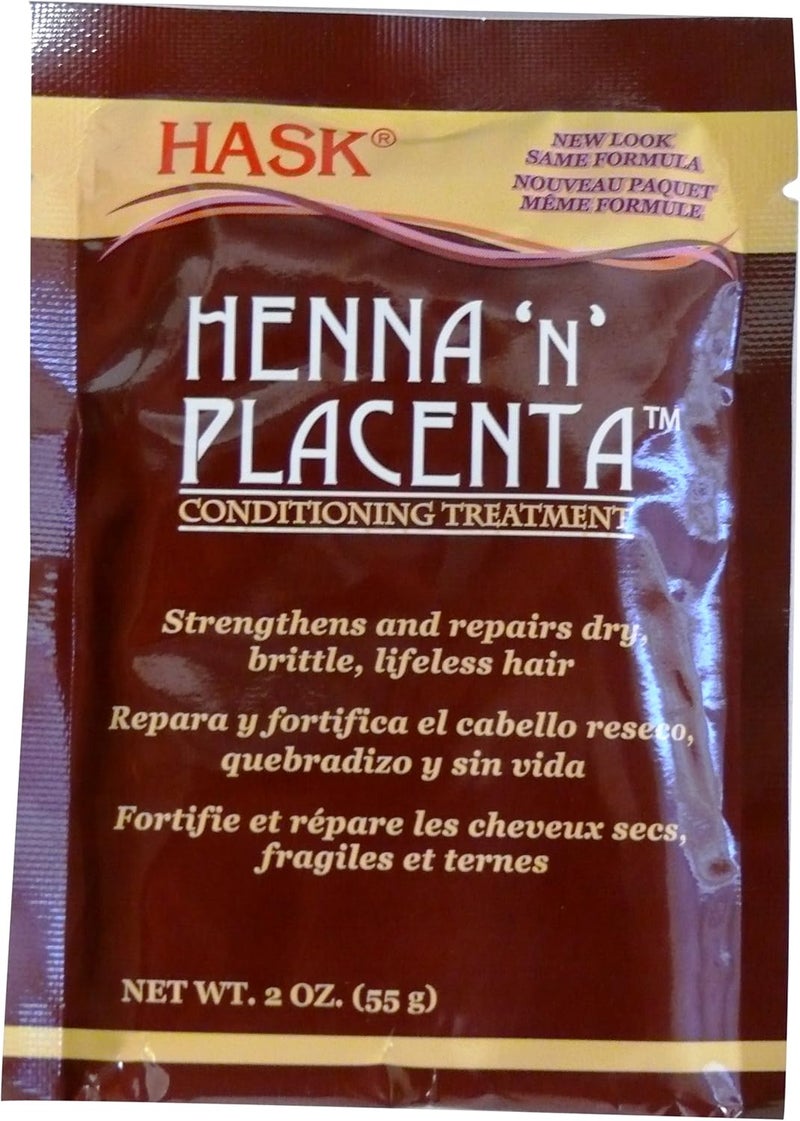 HASK®
NEW LOOK
SAME FORMULA
NOUVEAU PAQUET
MÊME FORMULE
HENNA ‘N’
PLACENTA™
CONDITIONING TREATMENT
Strengthens and repairs dry,
brittle, lifeless hair
Repara y fortifica el cabello reseco,
quebradizo y sin vida
Fortifie et répare les cheveux secs,
fragiles et ternes
NET WT. 2 OZ. (55 g)